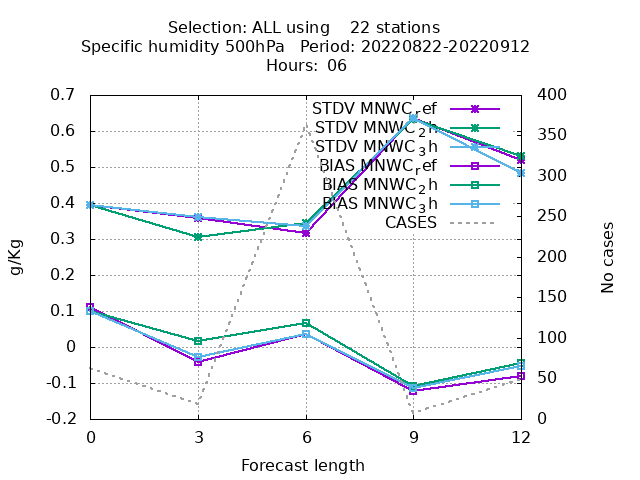 Selection: ALL using    22 stations
Specific humidity 500hPa   Period: 20220822-20220912
Hours:  06
0.7
0.6
0.5
0.4
0.3
0.2
0.1
0
-0.1
-0.2
g/Kg
STDV MNWC_ref
STDV MNWC_2h
STDV MNWC_3h
BIAS MNWC_ref
BIAS MNWC_2h
BIAS MNWC_3h
CASES
400
350
300
250
200
150
100
50
0
No cases
0 3 6 9 12
Forecast length